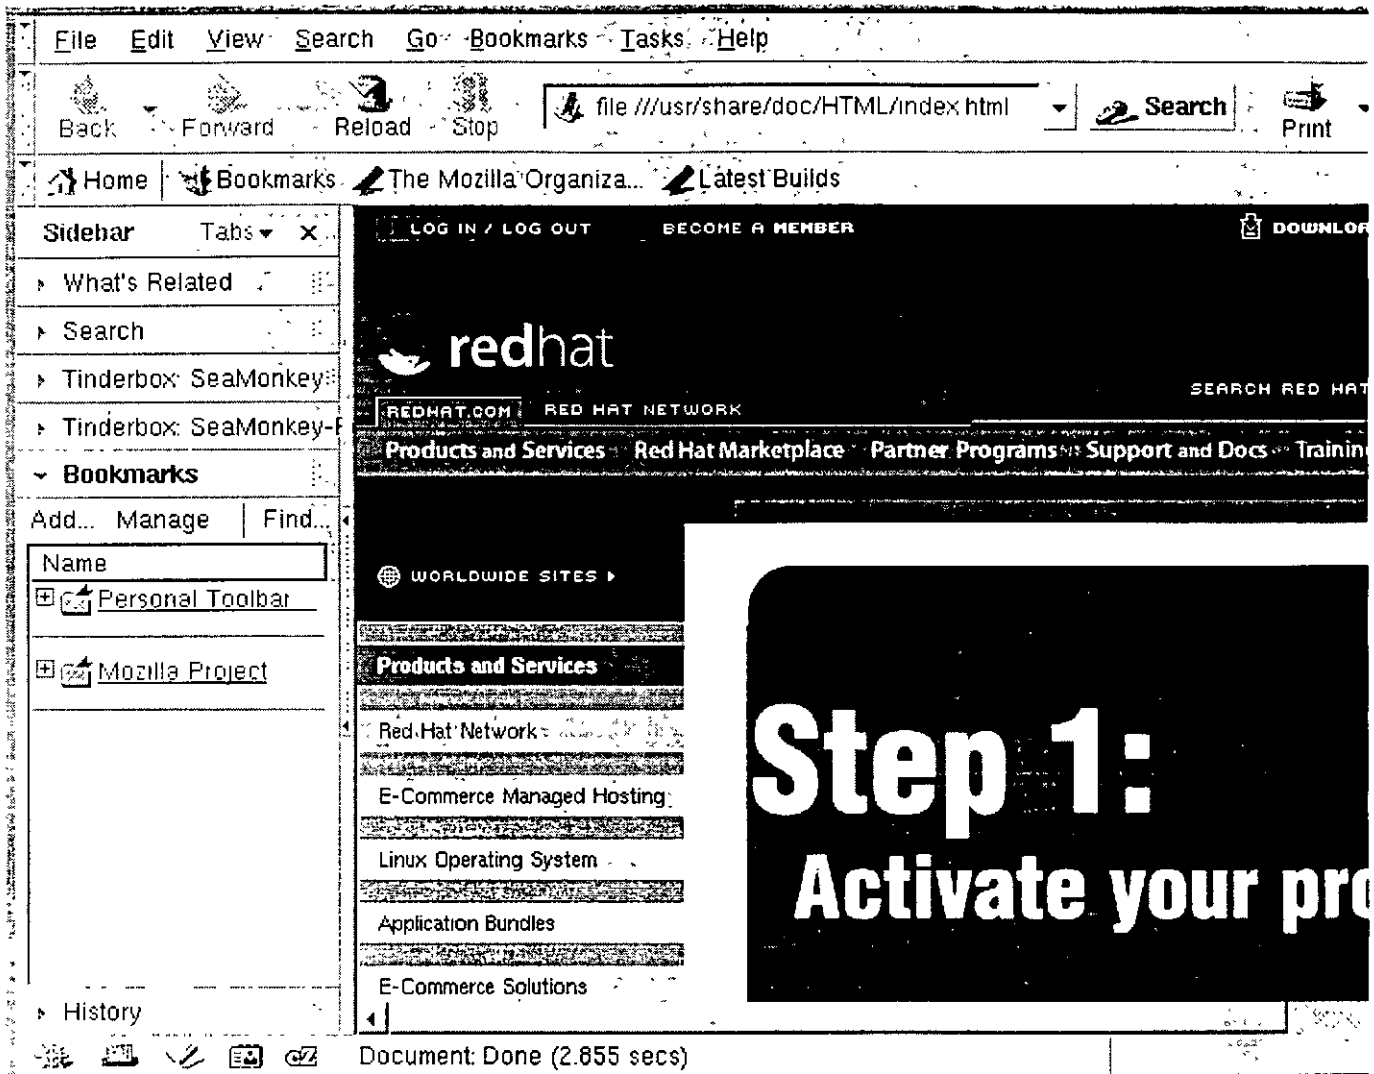 File Edit View Search Go Bookmarks Tasks Help
Back Forward Reload Stop file ///usr/share/doc/HTML/index html Search Print
Home Bookmarks The Mozilla Organiza... Latest Builds
Sidebar Tabs x
LOG IN / LOG OUT BECOME A MEMBER DOWNLOA
What's Related
Search
redhat
Tinderbox: SeaMonkey
SEARCH RED HAT
REDHAT.COM RED HAT NETWORK
Tinderbox: SeaMonkey-
Products and Services Red Hat Marketplace Partner Programs Support and Docs Trainin
Bookmarks
Add... Manage Find...
Name
WORLDWIDE SITES
Personal Toolbar
Products and Services
Mozilla Project
Red Hat Network
Step 1:
E-Commerce Managed Hosting
Linux Operating System
Activate your pro
Application Bundles
E-Commerce Solutions
History
Document: Done (2.855 secs)